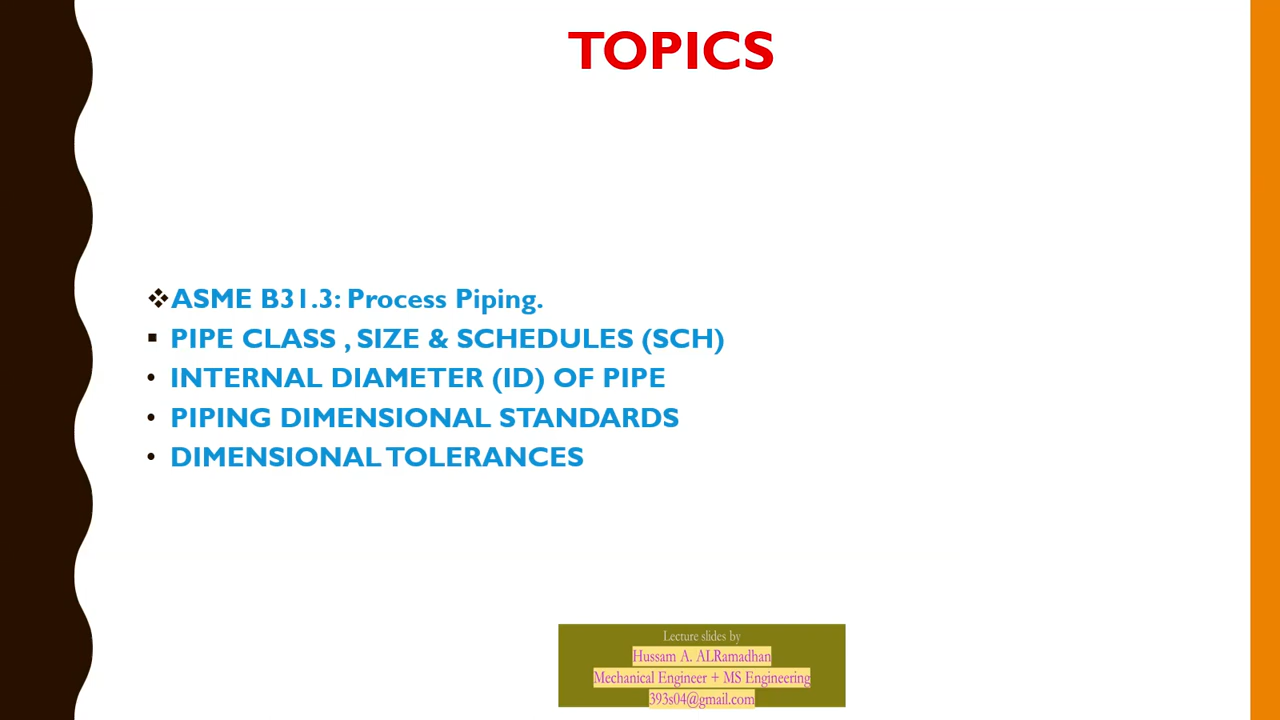 TOPICS
❖ASME B31.3: Process Piping.
▪ PIPE CLASS , SIZE & SCHEDULES (SCH)
• INTERNAL DIAMETER (ID) OF PIPE
• PIPING DIMENSIONAL STANDARDS
• DIMENSIONAL TOLERANCES
Lecture slides by
Hussam A. ALRamadhan
Mechanical Engineer + MS Engineering
393s04@gmail.com